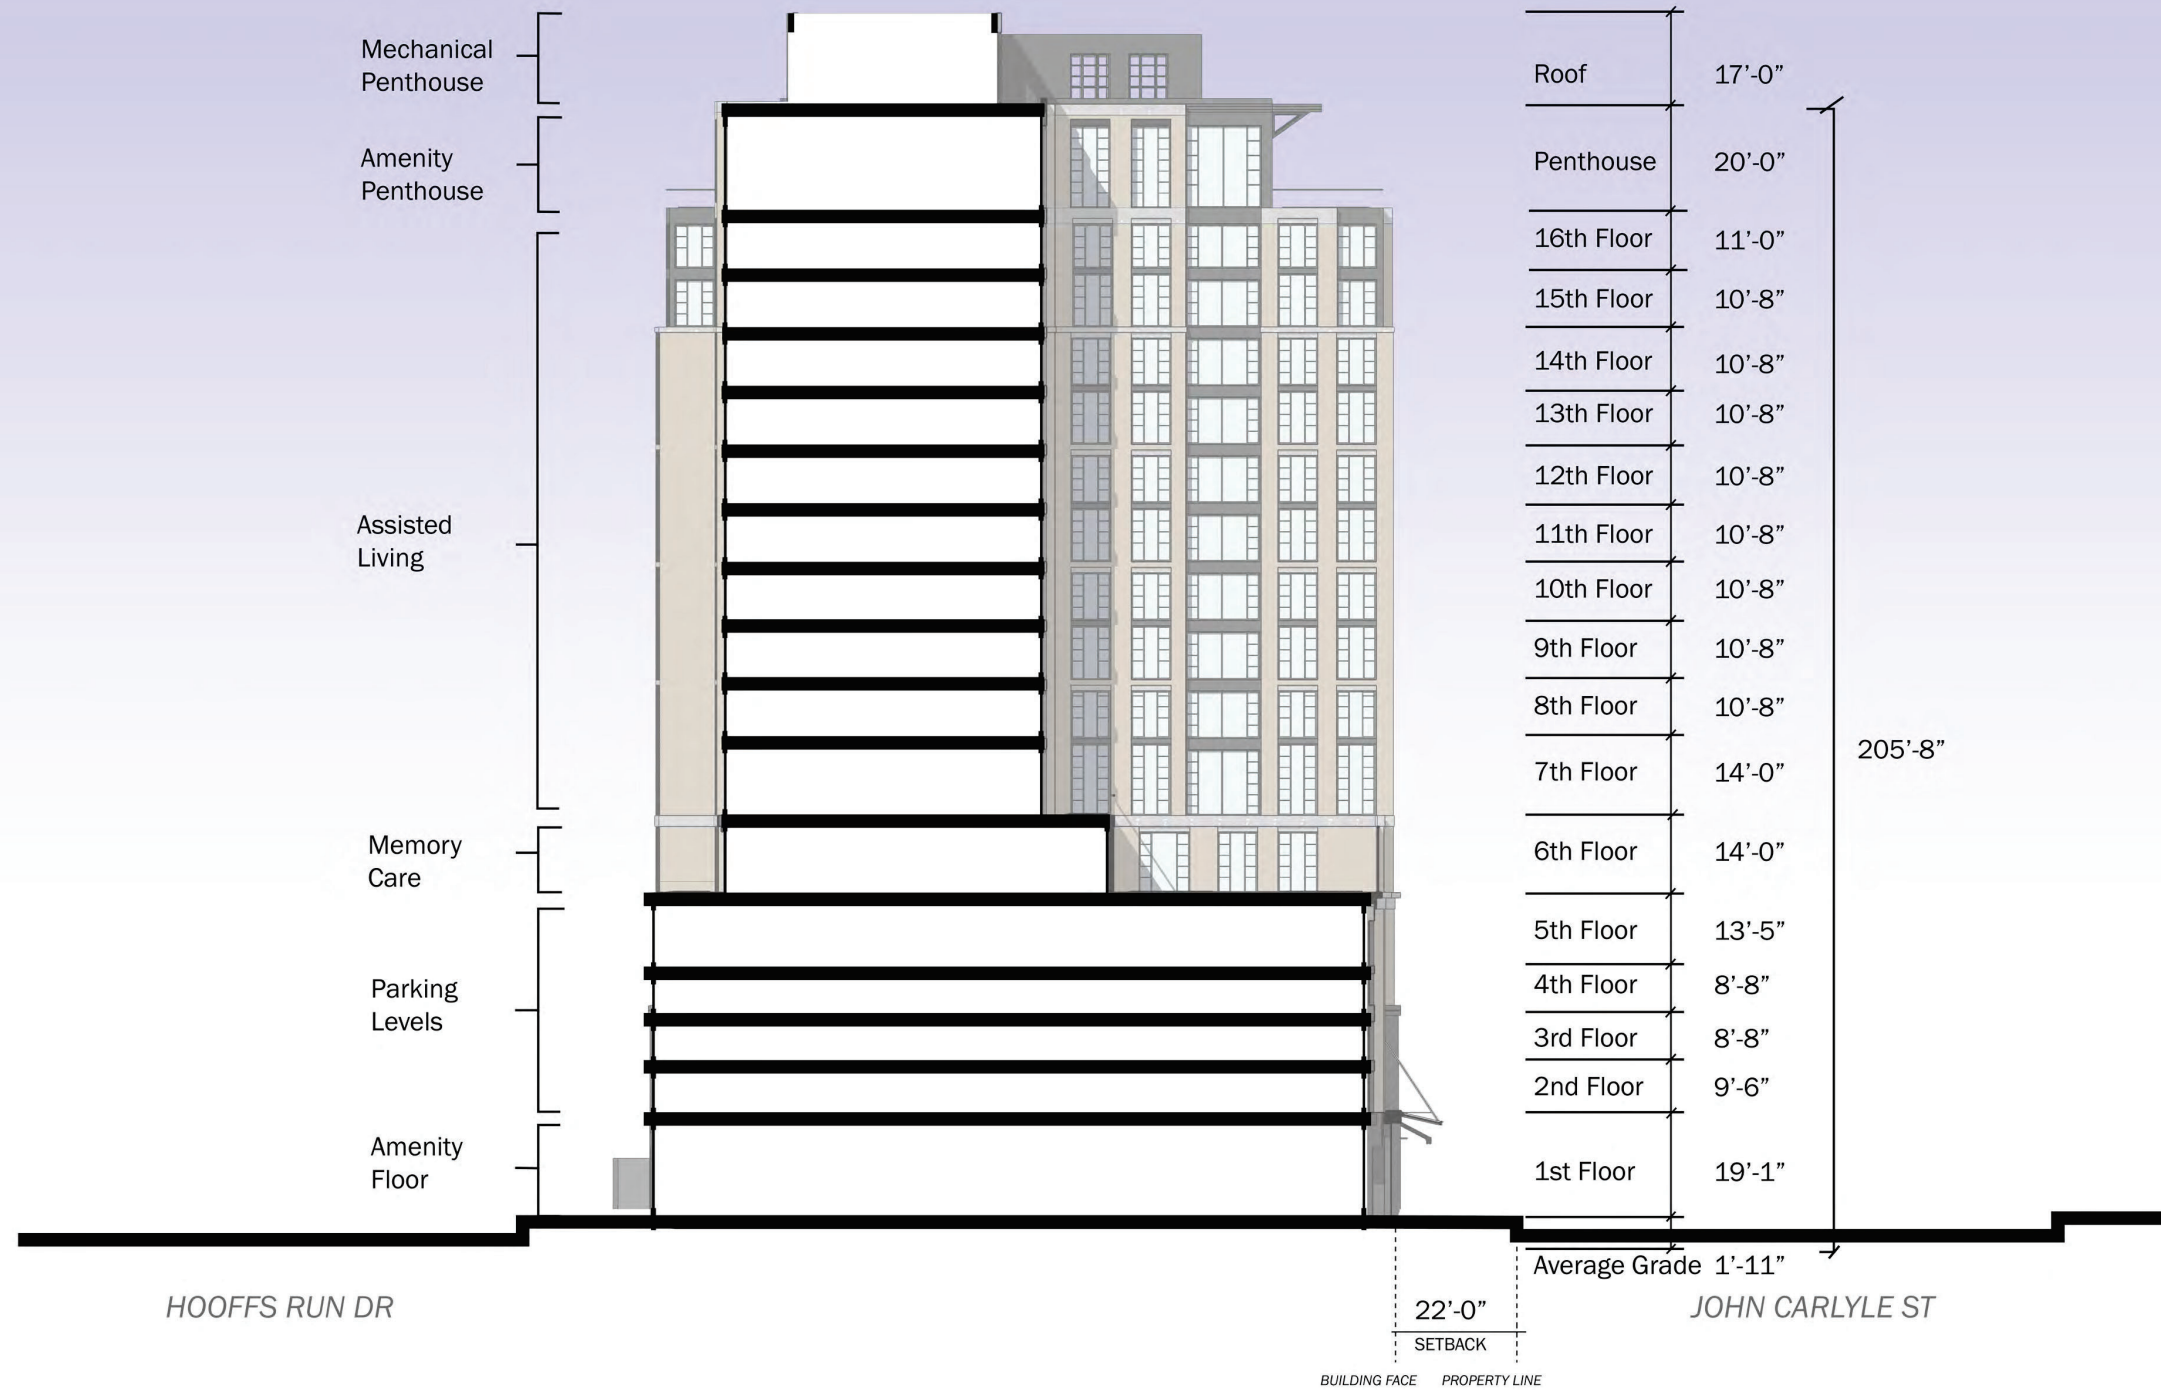 Mechanical
Penthouse
Amenity
Penthouse
Assisted
Living
Memory
Care
Parking
Levels
Amenity
Floor
Roof 17’-0”
Penthouse 20’-0”
16th Floor 11’-0”
15th Floor 10’-8”
14th Floor 10’-8”
13th Floor 10’-8”
12th Floor 10’-8”
11th Floor 10’-8”
10th Floor 10’-8”
9th Floor 10’-8”
8th Floor 10’-8”
7th Floor 14’-0”
6th Floor 14’-0”
5th Floor 13’-5”
4th Floor 8’-8”
3rd Floor 8’-8”
2nd Floor 9’-6”
1st Floor 19’-1”
Average Grade 1’-11”
205’-8”
HOOFFS RUN DR
JOHN CARLYLE ST
22’-0”
SETBACK
BUILDING FACE PROPERTY LINE